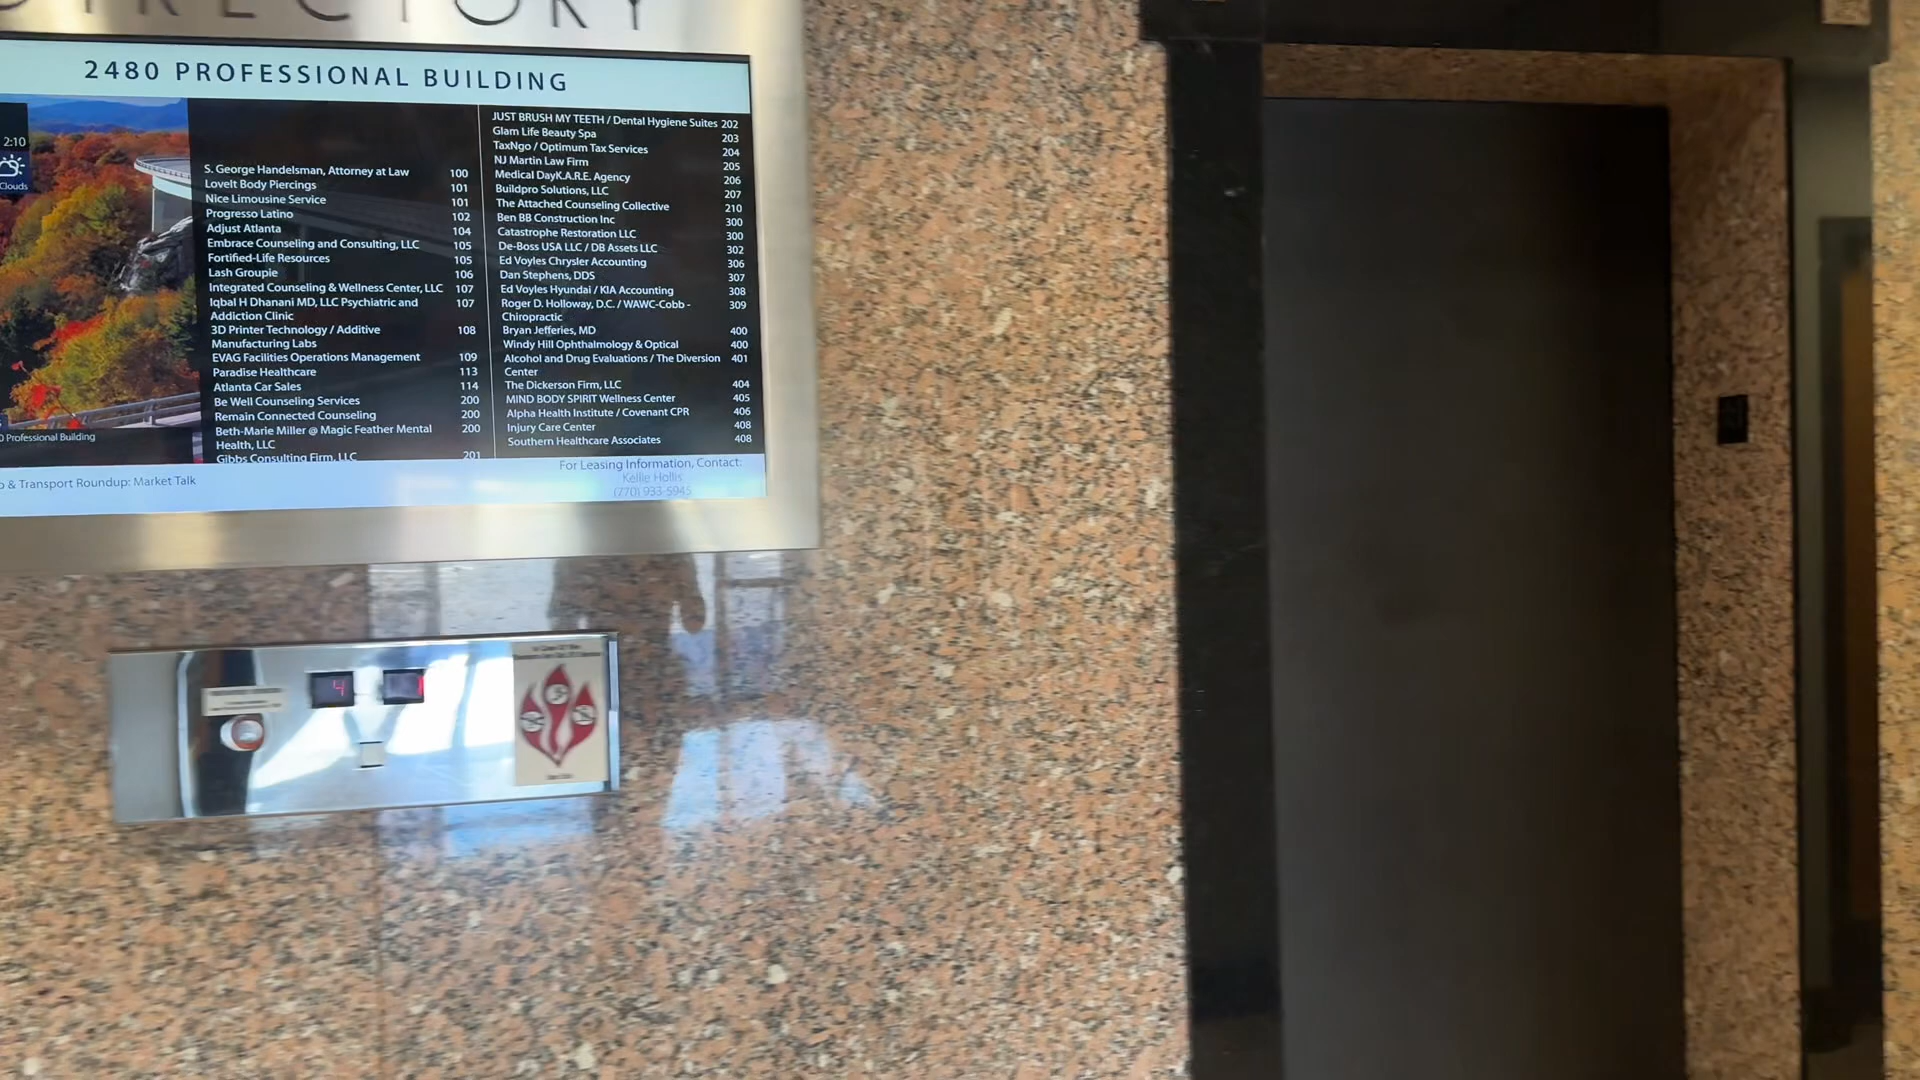 DIRECTORY
2480 PROFESSIONAL BUILDING
2:10
Clouds
S. George Handelsman, Attorney at Law 100
LoveIt Body Piercings 101
Nice Limousine Service 101
Progresso Latino 102
Adjust Atlanta 104
Embrace Counseling and Consulting, LLC 105
Fortified-Life Resources 105
Lash Groupie 106
Integrated Counseling & Wellness Center, LLC 107
Iqbal H Dhanani MD, LLC Psychiatric and 107
Addiction Clinic
3D Printer Technology / Additive 108
Manufacturing Labs
EVAG Facilities Operations Management 109
Paradise Healthcare 113
Atlanta Car Sales 114
Be Well Counseling Services 200
Remain Connected Counseling 200
Beth-Marie Miller @ Magic Feather Mental 200
Health, LLC
Gibbs Consulting Firm, LLC 201
JUST BRUSH MY TEETH / Dental Hygiene Suites 202
Glam Life Beauty Spa 203
TaxNgo / Optimum Tax Services 204
NJ Martin Law Firm 205
Medical DayK.A.R.E. Agency 206
Buildpro Solutions, LLC 207
The Attached Counseling Collective 210
Ben BB Construction Inc 300
Catastrophe Restoration LLC 300
De-Boss USA LLC / DB Assets LLC 302
Ed Voyles Chrysler Accounting 306
Dan Stephens, DDS 307
Ed Voyles Hyundai / KIA Accounting 308
Roger D. Holloway, D.C. / WAWC-Cobb - 309
Chiropractic
Bryan Jefferies, MD 400
Windy Hill Ophthalmology & Optical 400
Alcohol and Drug Evaluations / The Diversion 401
Center
The Dickerson Firm, LLC 404
MIND BODY SPIRIT Wellness Center 405
Alpha Health Institute / Covenant CPR 406
Injury Care Center 408
Southern Healthcare Associates 408
0 Professional Building
o & Transport Roundup: Market Talk
For Leasing Information, Contact:
Kellie Hollis
(770) 933-5945
4